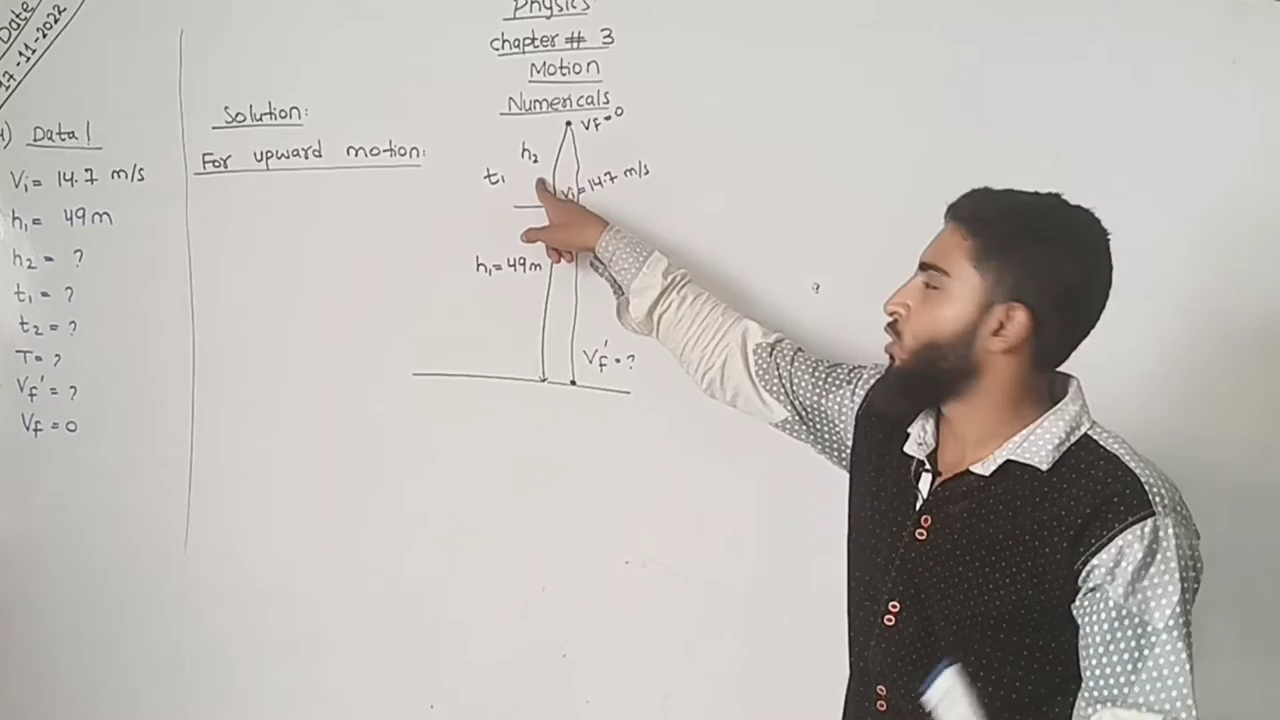 Date
17-11-2022
Physics
chapter # 3
Motion
Numericals
) Data!
Vi = 14.7 m/s
h₁ = 49m
h₂ = ?
t₁ = ?
t₂ = ?
T = ?
Vf' = ?
Vf = 0
Solution:
For upward motion:
Vf = 0
h₂
t₁
Vi = 14.7 m/s
h₁ = 49m
Vf' = ?